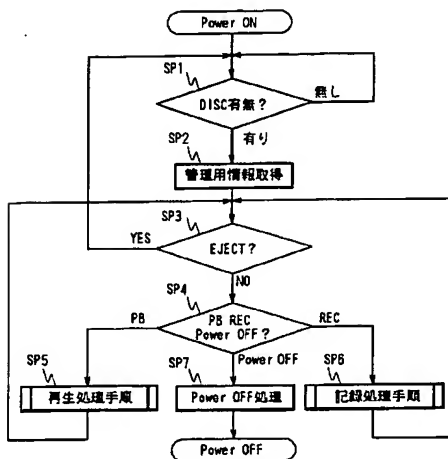 Power ON
SP1
DISC有無?
無し
有り
SP2
管理用情報取得
SP3
YES
EJECT?
NO
SP4
PB
PB REC
Power OFF?
REC
SP5
Power OFF
SP7
SP6
再生処理手順
Power OFF処理
記録処理手順
Power OFF